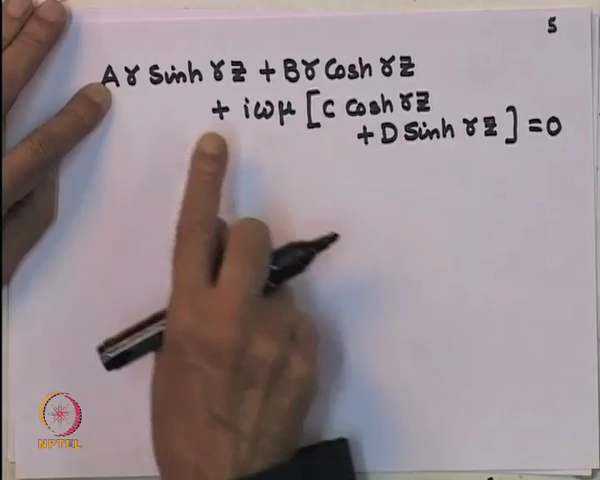 5
Aγ Sinh γz + Bγ Cosh γz
+ iωμ [C Cosh γz
+ D Sinh γz ] = 0
NPTEL